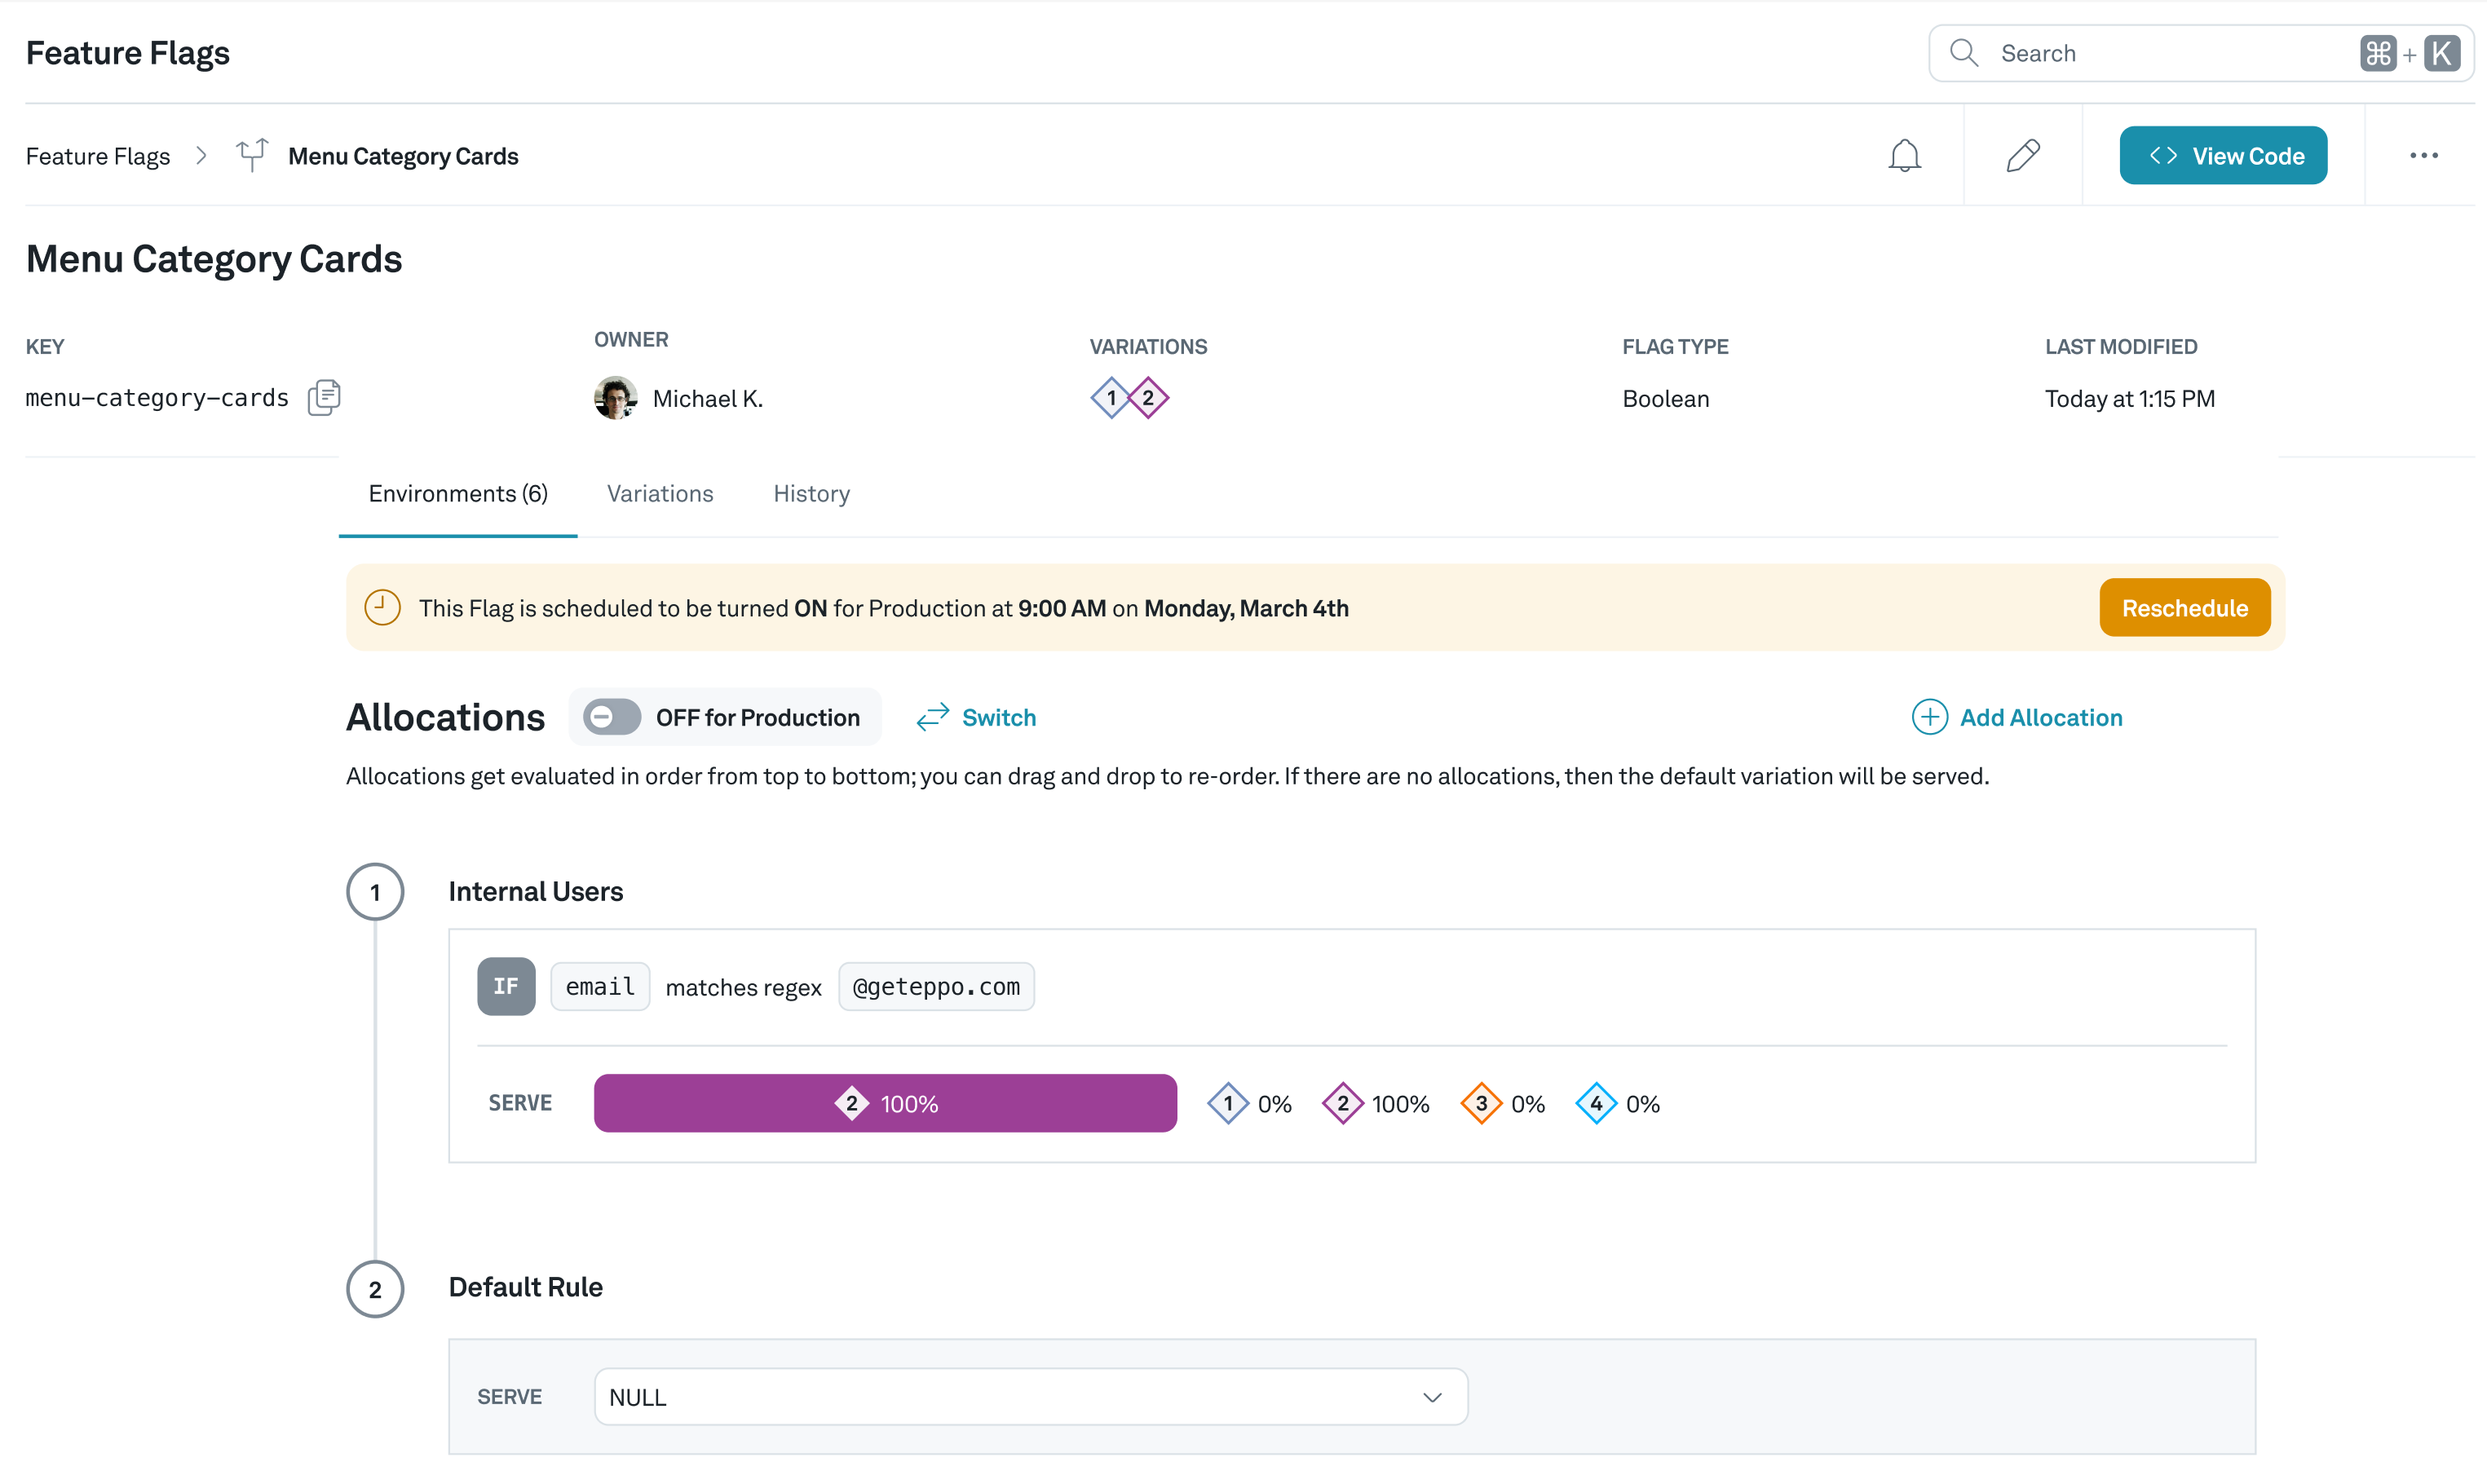 Feature Flags
Search ⌘ + K
Feature Flags > Menu Category Cards
<> View Code
Menu Category Cards
KEY OWNER VARIATIONS FLAG TYPE LAST MODIFIED
menu-category-cards Michael K. 1 2 Boolean Today at 1:15 PM
Environments (6) Variations History
This Flag is scheduled to be turned ON for Production at 9:00 AM on Monday, March 4th Reschedule
Allocations OFF for Production Switch Add Allocation
Allocations get evaluated in order from top to bottom; you can drag and drop to re-order. If there are no allocations, then the default variation will be served.
1 Internal Users
IF email matches regex @geteppo.com
SERVE 2 100% 1 0% 2 100% 3 0% 4 0%
2 Default Rule
SERVE NULL